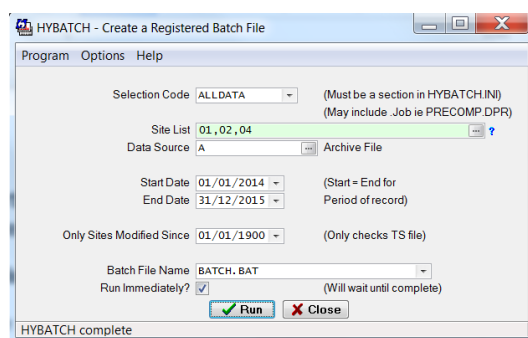 HYBATCH - Create a Registered Batch File
Program Options Help
Selection Code ALLDATA (Must be a section in HYBATCH.INI)
(May include .Job ie PRECOMP.DPR)
Site List 01,02,04 ... ?
Data Source A ... Archive File
Start Date 01/01/2014 (Start = End for
End Date 31/12/2015 Period of record)
Only Sites Modified Since 01/01/1900 (Only checks TS file)
Batch File Name BATCH.BAT
Run Immediately? (Will wait until complete)
Run Close
HYBATCH complete